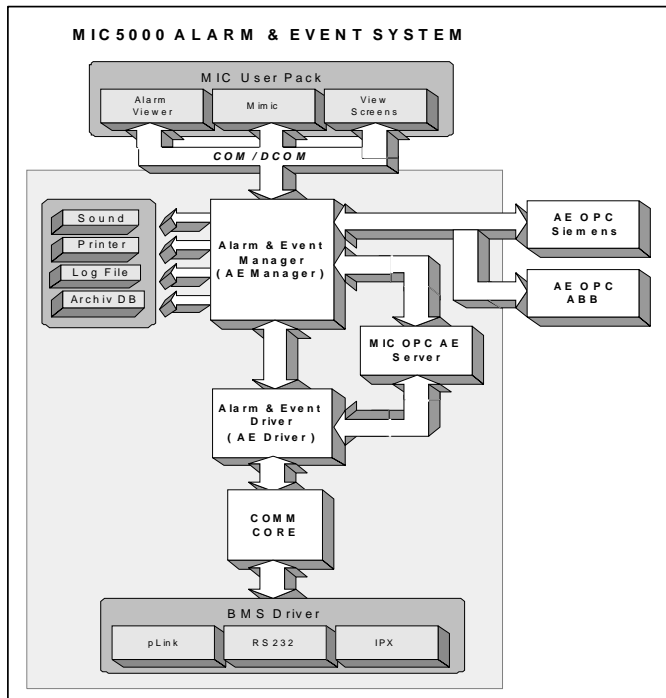 MIC5000 ALARM & EVENT SYSTEM
MIC User Pack
Alarm
Viewer
Mimic
View
Screens
COM /DCOM
Sound
Printer
Log File
Archiv DB
Alarm & Event
Manager
(AE Manager)
AE OPC
Siemens
AE OPC
ABB
MIC OPC AE
Server
Alarm & Event
Driver
(AE Driver)
COMM
CORE
BMS Driver
pLink
RS232
IPX